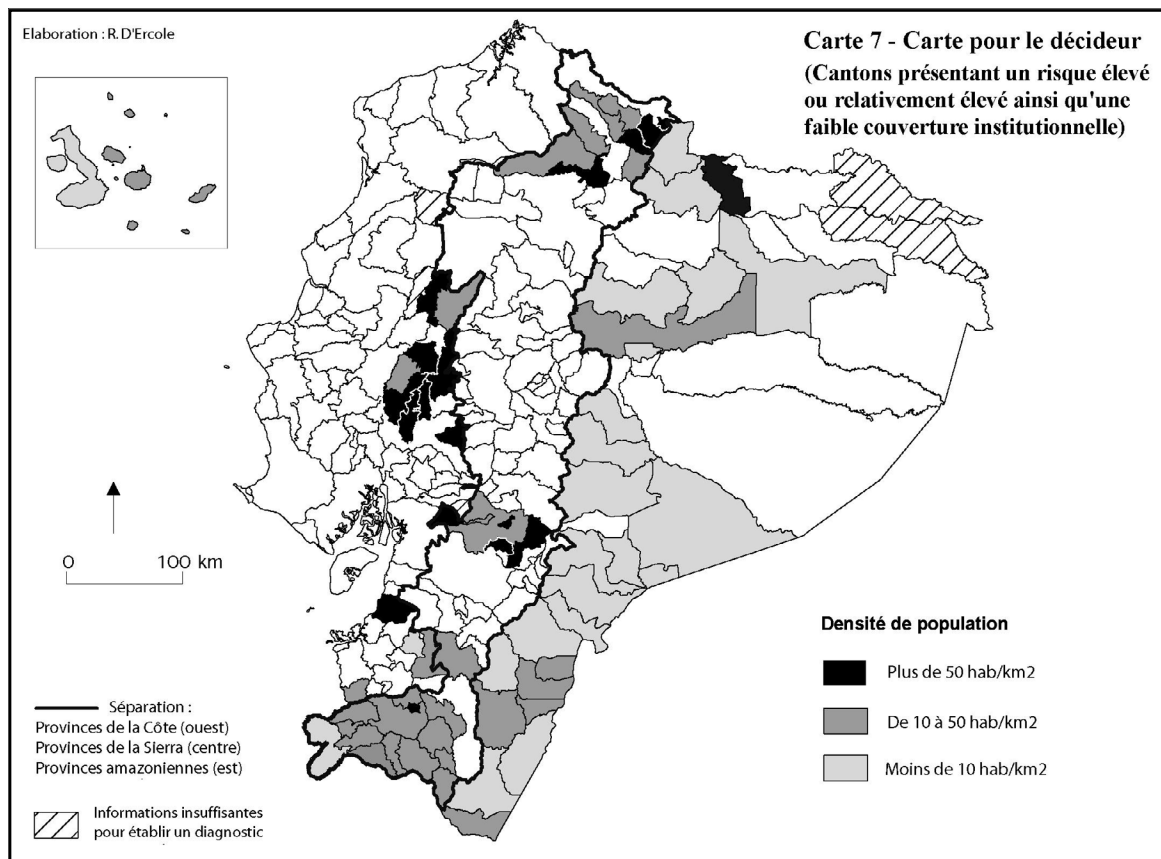 Elaboration : R.D'Ercole
Carte 7 - Carte pour le décideur
(Cantons présentant un risque élevé
ou relativement élevé ainsi qu'une
faible couverture institutionnelle)
0 100 km
Densité de population
Plus de 50 hab/km2
De 10 à 50 hab/km2
Moins de 10 hab/km2
Séparation :
Provinces de la Côte (ouest)
Provinces de la Sierra (centre)
Provinces amazoniennes (est)
Informations insuffisantes
pour établir un diagnostic